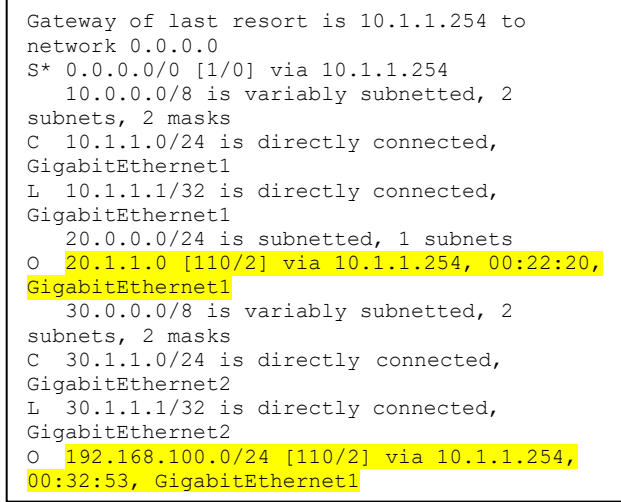 Gateway of last resort is 10.1.1.254 to
network 0.0.0.0
S* 0.0.0.0/0 [1/0] via 10.1.1.254
10.0.0.0/8 is variably subnetted, 2
subnets, 2 masks
C 10.1.1.0/24 is directly connected,
GigabitEthernet1
L 10.1.1.1/32 is directly connected,
GigabitEthernet1
20.0.0.0/24 is subnetted, 1 subnets
O 20.1.1.0 [110/2] via 10.1.1.254, 00:22:20,
GigabitEthernet1
30.0.0.0/8 is variably subnetted, 2
subnets, 2 masks
C 30.1.1.0/24 is directly connected,
GigabitEthernet2
L 30.1.1.1/32 is directly connected,
GigabitEthernet2
O 192.168.100.0/24 [110/2] via 10.1.1.254,
00:32:53, GigabitEthernet1